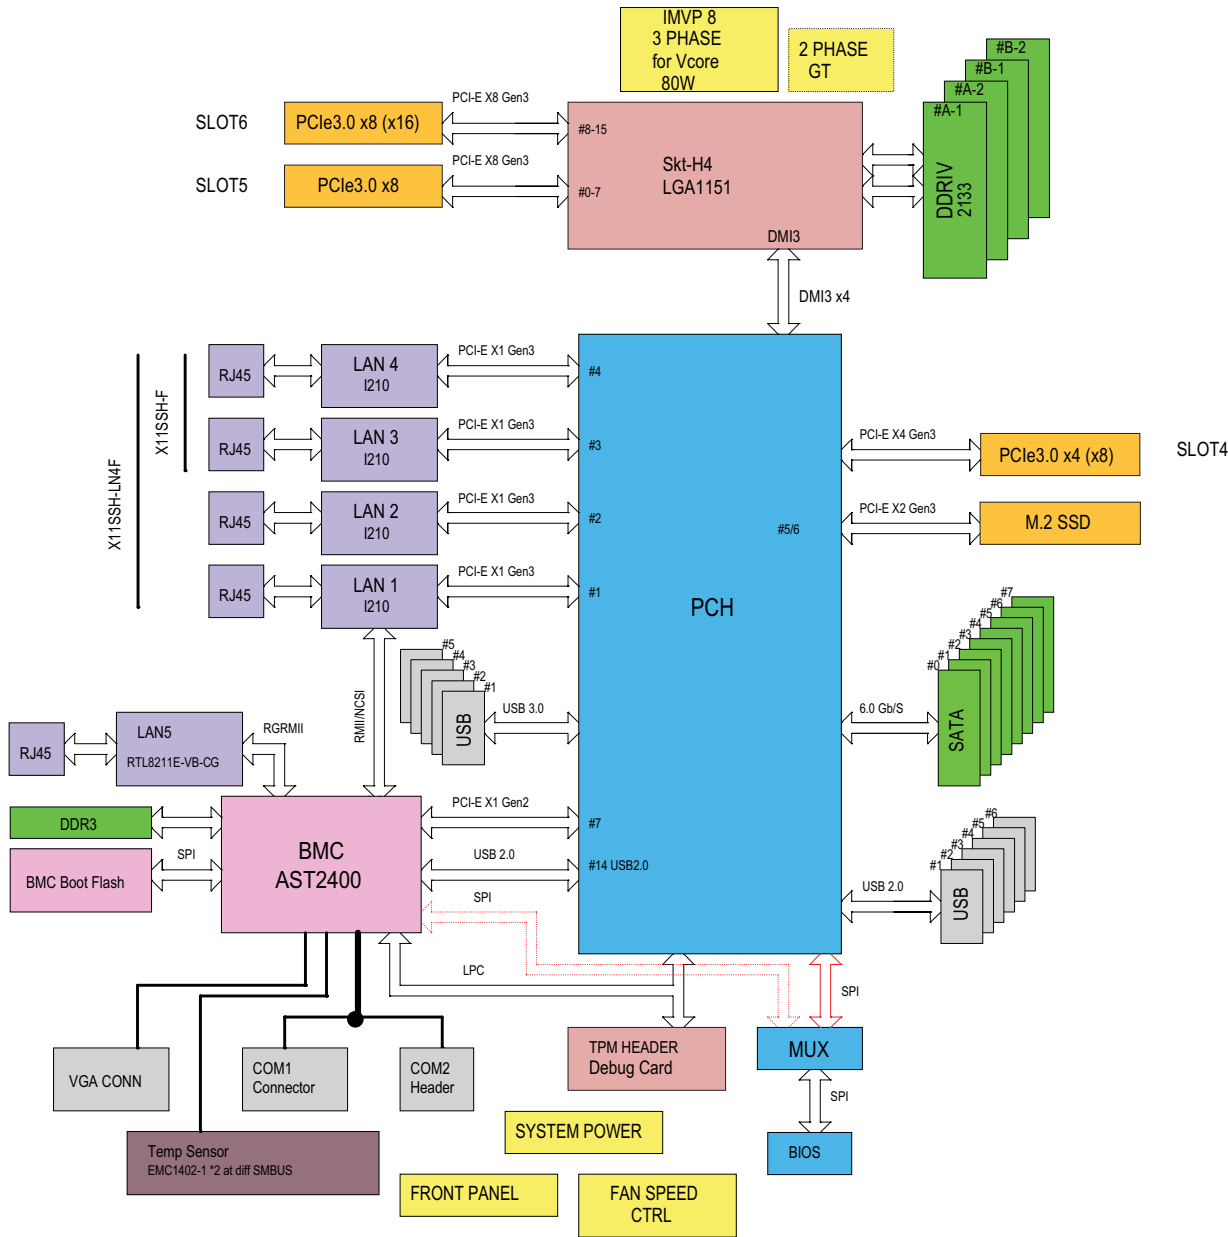 IMVP 8
3 PHASE
for Vcore
80W
2 PHASE
GT
#B-2
#B-1
#A-2
#A-1
DDRIV
2133
SLOT6
PCIe3.0 x8 (x16)
PCI-E X8 Gen3
#8-15
SLOT5
PCIe3.0 x8
PCI-E X8 Gen3
#0-7
Skt-H4
LGA1151
DMI3
DMI3 x4
X11SSH-F
X11SSH-LN4F
RJ45
LAN 4
I210
PCI-E X1 Gen3
#4
RJ45
LAN 3
I210
PCI-E X1 Gen3
#3
RJ45
LAN 2
I210
PCI-E X1 Gen3
#2
RJ45
LAN 1
I210
PCI-E X1 Gen3
#1
PCH
PCI-E X4 Gen3
PCIe3.0 x4 (x8)
SLOT4
#5/6
PCI-E X2 Gen3
M.2 SSD
#7
#6
#5
#4
#3
#2
#1
#0
SATA
6.0 Gb/S
#5
#4
#3
#2
#1
USB
USB 3.0
RMII/NCSI
RJ45
LAN5
RTL8211E-VB-CG
RGRMII
DDR3
BMC Boot Flash
SPI
BMC
AST2400
PCI-E X1 Gen2
#7
USB 2.0
#14 USB2.0
SPI
LPC
#6
#5
#4
#3
#2
#1
USB
USB 2.0
SPI
VGA CONN
COM1
Connector
COM2
Header
TPM HEADER
Debug Card
MUX
SPI
BIOS
Temp Sensor
EMC1402-1 *2 at diff SMBUS
SYSTEM POWER
FRONT PANEL
FAN SPEED
CTRL